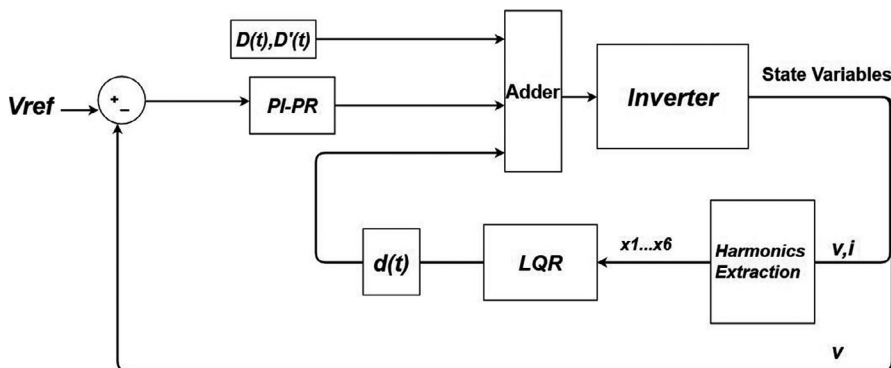 D(t),D'(t)
Vref
+
_
PI-PR
Adder
Inverter
State Variables
d(t)
LQR
x1...x6
Harmonics
Extraction
v,i
v